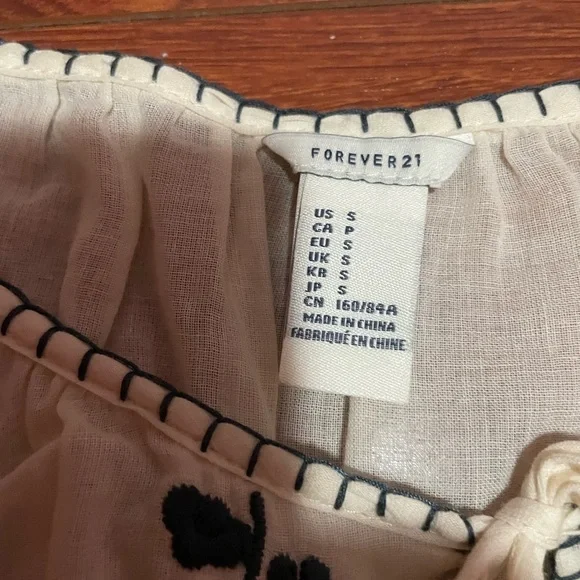 FOREVER 21
US S
CA P
EU S
UK S
KR S
JP S
CN 160/84A
MADE IN CHINA
FABRIQUÉ EN CHINE